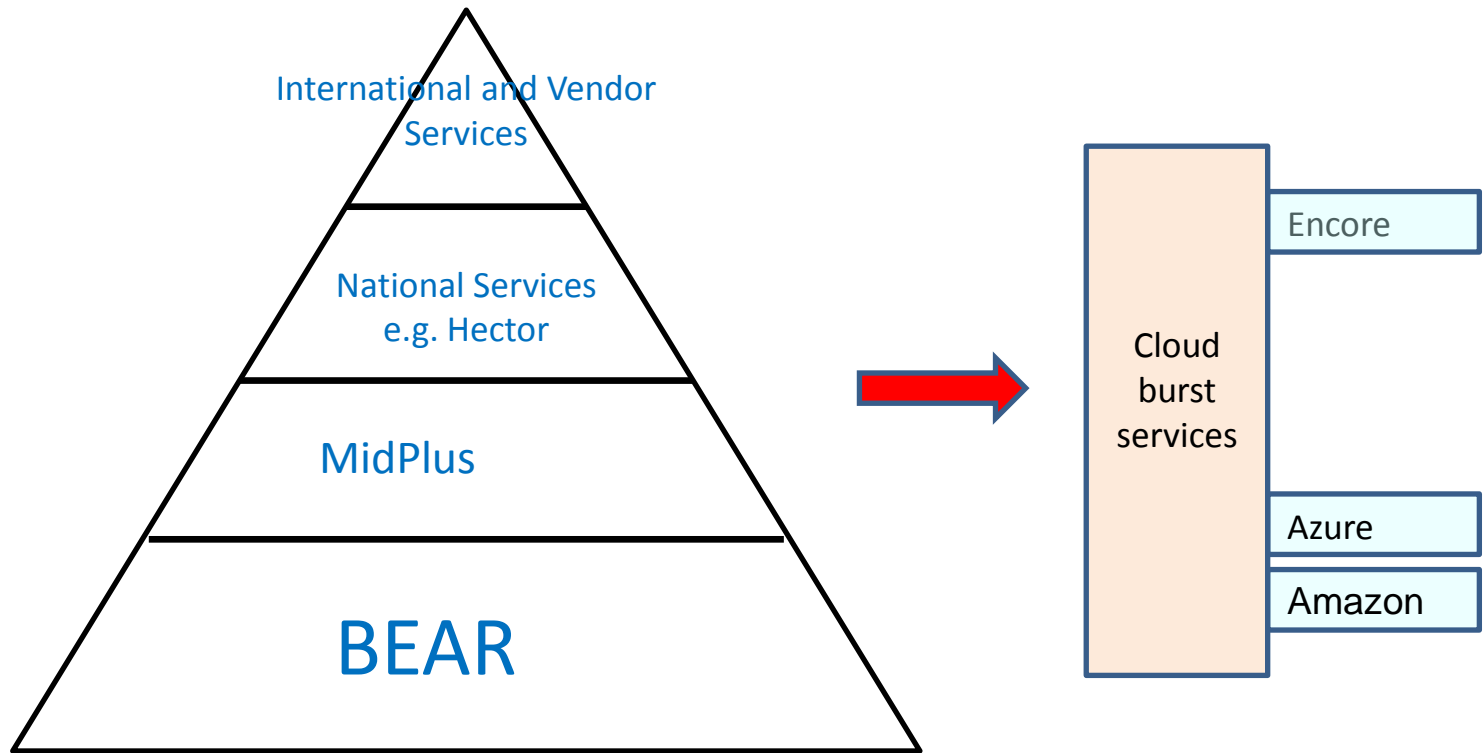 International and Vendor
Services
National Services
e.g. Hector
MidPlus
BEAR
Cloud
burst
services
Encore
Azure
Amazon